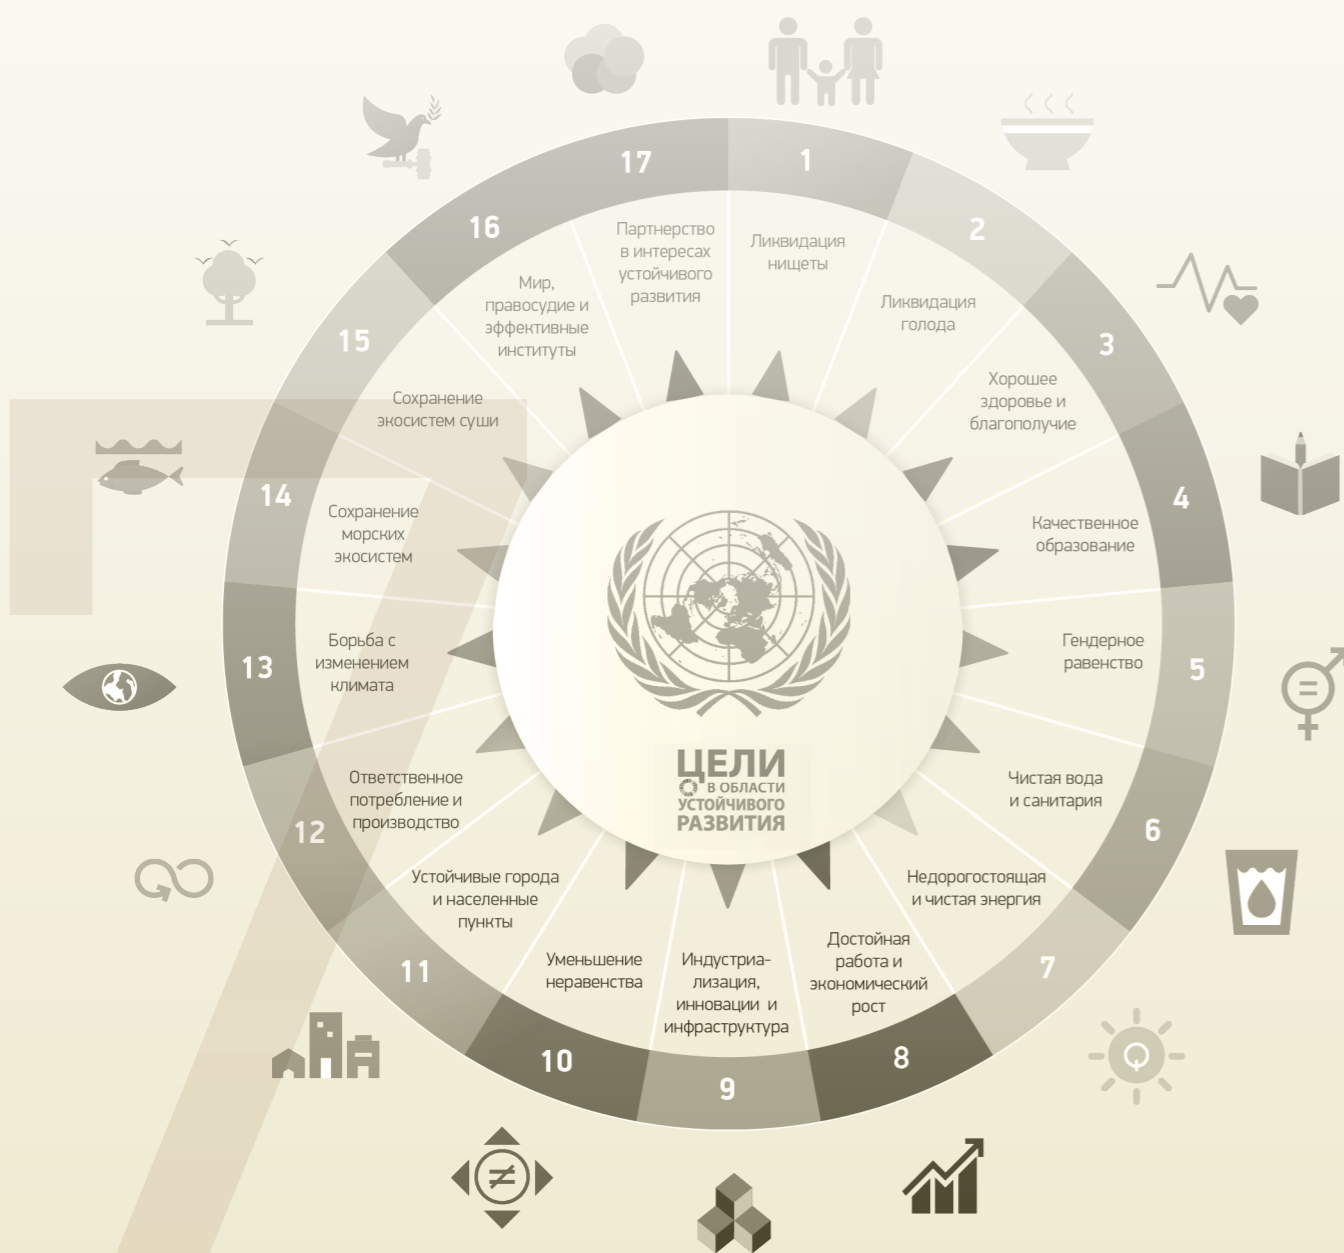 1
Ликвидация
нищеты
2
Ликвидация
голода
3
Хорошее
здоровье и
благополучие
4
Качественное
образование
5
Гендерное
равенство
6
Чистая вода
и санитария
7
Недорогостоящая
и чистая энергия
8
Достойная
работа и
экономический
рост
9
Индустриа-
лизация,
инновации и
инфраструктура
10
Уменьшение
неравенства
11
Устойчивые города
и населенные
пункты
12
Ответственное
потребление и
производство
13
Борьба с
изменением
климата
14
Сохранение
морских
экосистем
15
Сохранение
экосистем суши
16
Мир,
правосудие и
эффективные
институты
17
Партнерство
в интересах
устойчивого
развития
ЦЕЛИ
В ОБЛАСТИ
УСТОЙЧИВОГО
РАЗВИТИЯ
7